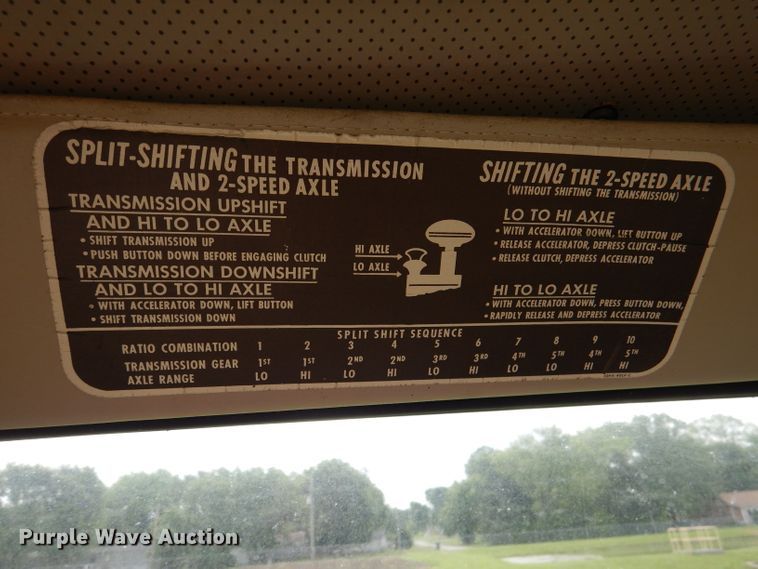 SPLIT-SHIFTING THE TRANSMISSION
AND 2-SPEED AXLE
TRANSMISSION UPSHIFT
AND HI TO LO AXLE
• SHIFT TRANSMISSION UP
• PUSH BUTTON DOWN BEFORE ENGAGING CLUTCH
TRANSMISSION DOWNSHIFT
AND LO TO HI AXLE
• WITH ACCELERATOR DOWN, LIFT BUTTON
• SHIFT TRANSMISSION DOWN
HI AXLE
LO AXLE
SHIFTING THE 2-SPEED AXLE
(WITHOUT SHIFTING THE TRANSMISSION)
LO TO HI AXLE
• WITH ACCELERATOR DOWN, LIFT BUTTON UP
• RELEASE ACCELERATOR, DEPRESS CLUTCH-PAUSE
• RELEASE CLUTCH, DEPRESS ACCELERATOR
HI TO LO AXLE
• WITH ACCELERATOR DOWN, PRESS BUTTON DOWN,
• RAPIDLY RELEASE AND DEPRESS ACCELERATOR
SPLIT SHIFT SEQUENCE
RATIO COMBINATION 1 2 3 4 5 6 7 8 9 10
TRANSMISSION GEAR 1ST 1ST 2ND 2ND 3RD 3RD 4TH 5TH 4TH 5TH
AXLE RANGE LO HI LO HI LO HI LO LO HI HI
Purple Wave Auction